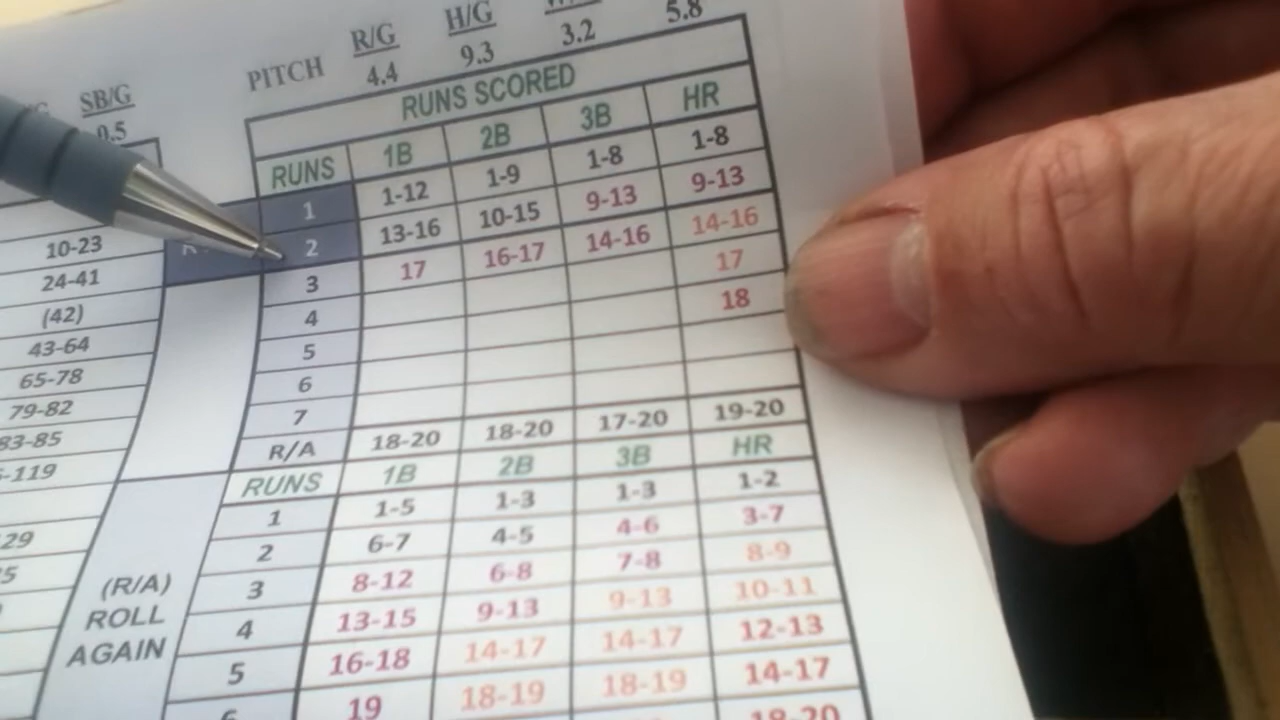 SB/G
0.5
R/G H/G
PITCH 4.4 9.3 3.2 5.8
RUNS SCORED
RUNS 1B 2B 3B HR
1 1-12 1-9 1-8 1-8
2 13-16 10-15 9-13 9-13
3 17 16-17 14-16 14-16
4 17
5 18
6
7
R/A 18-20 18-20 17-20 19-20
RUNS 1B 2B 3B HR
1 1-5 1-3 1-3 1-2
2 6-7 4-5 4-6 3-7
3 8-12 6-8 7-8 8-9
4 13-15 9-13 9-13 10-11
5 16-18 14-17 14-17 12-13
6 19 18-19 18-19 14-17
18-20
(R/A)
ROLL
AGAIN
10-23
24-41
(42)
43-64
65-78
79-82
83-85
-119
29
5